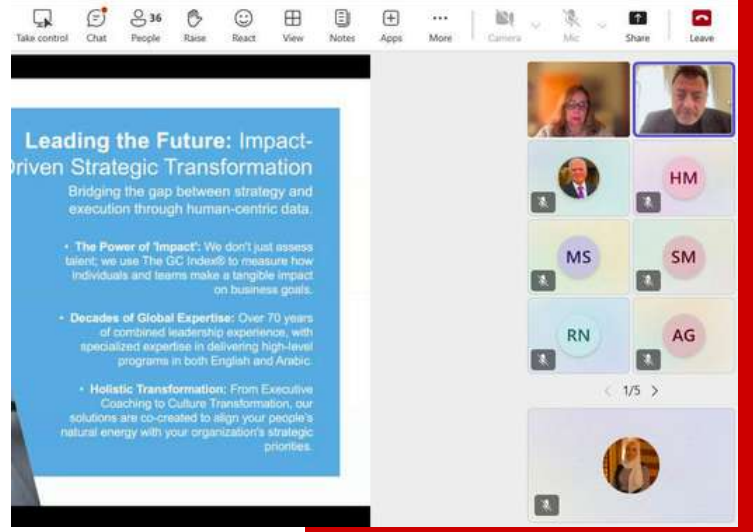 Take control
Chat
36
People
Raise
React
View
Notes
Apps
More
Camera
Mic
Share
Leave
Leading the Future: Impact-
Driven Strategic Transformation
Bridging the gap between strategy and
execution through human-centric data.
• The Power of 'Impact': We don't just assess
talent; we use The GC Index® to measure how
individuals and teams make a tangible impact
on business goals.
• Decades of Global Expertise: Over 70 years
of combined leadership experience, with
specialized expertise in delivering high-level
programs in both English and Arabic.
• Holistic Transformation: From Executive
Coaching to Culture Transformation, our
solutions are co-created to align your people's
natural energy with your organization's strategic
priorities.
HM
MS
SM
RN
AG
1/5